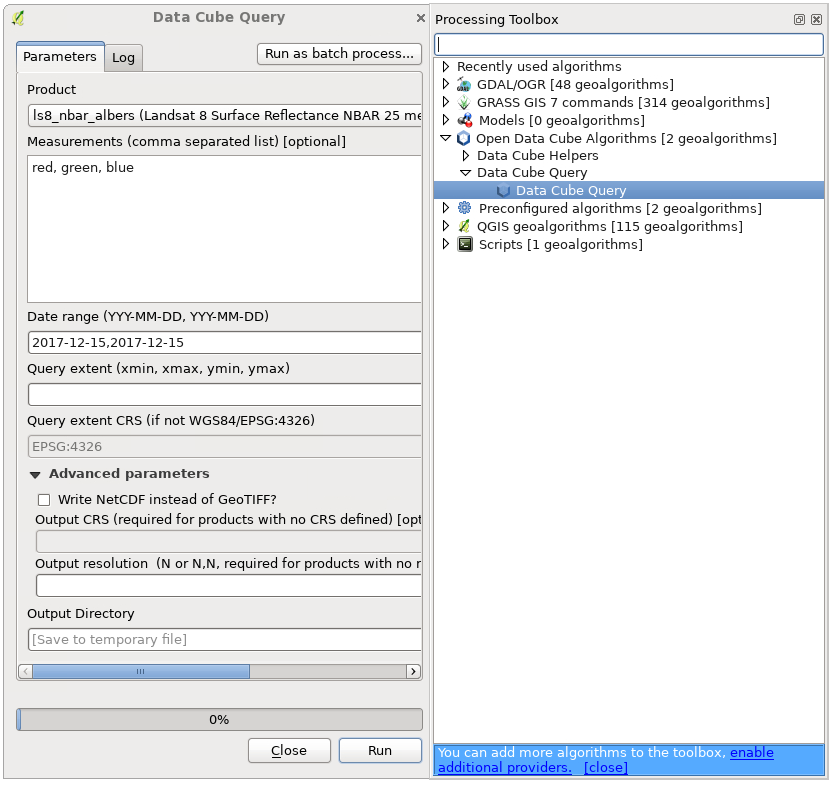 Data Cube Query
Parameters
Log
Run as batch process...
Product
ls8_nbar_albers (Landsat 8 Surface Reflectance NBAR 25 me
Measurements (comma separated list) [optional]
red, green, blue
Date range (YYY-MM-DD, YYY-MM-DD)
2017-12-15,2017-12-15
Query extent (xmin, xmax, ymin, ymax)
Query extent CRS (if not WGS84/EPSG:4326)
EPSG:4326
Advanced parameters
Write NetCDF instead of GeoTIFF?
Output CRS (required for products with no CRS defined) [opt
Output resolution  (N or N,N, required for products with no r
Output Directory
[Save to temporary file]
0%
Close
Run
Processing Toolbox
Recently used algorithms
GDAL/OGR [48 geoalgorithms]
GRASS GIS 7 commands [314 geoalgorithms]
Models [0 geoalgorithms]
Open Data Cube Algorithms [2 geoalgorithms]
Data Cube Helpers
Data Cube Query
Data Cube Query
Preconfigured algorithms [2 geoalgorithms]
QGIS geoalgorithms [115 geoalgorithms]
Scripts [1 geoalgorithms]
You can add more algorithms to the toolbox, enable
additional providers. [close]